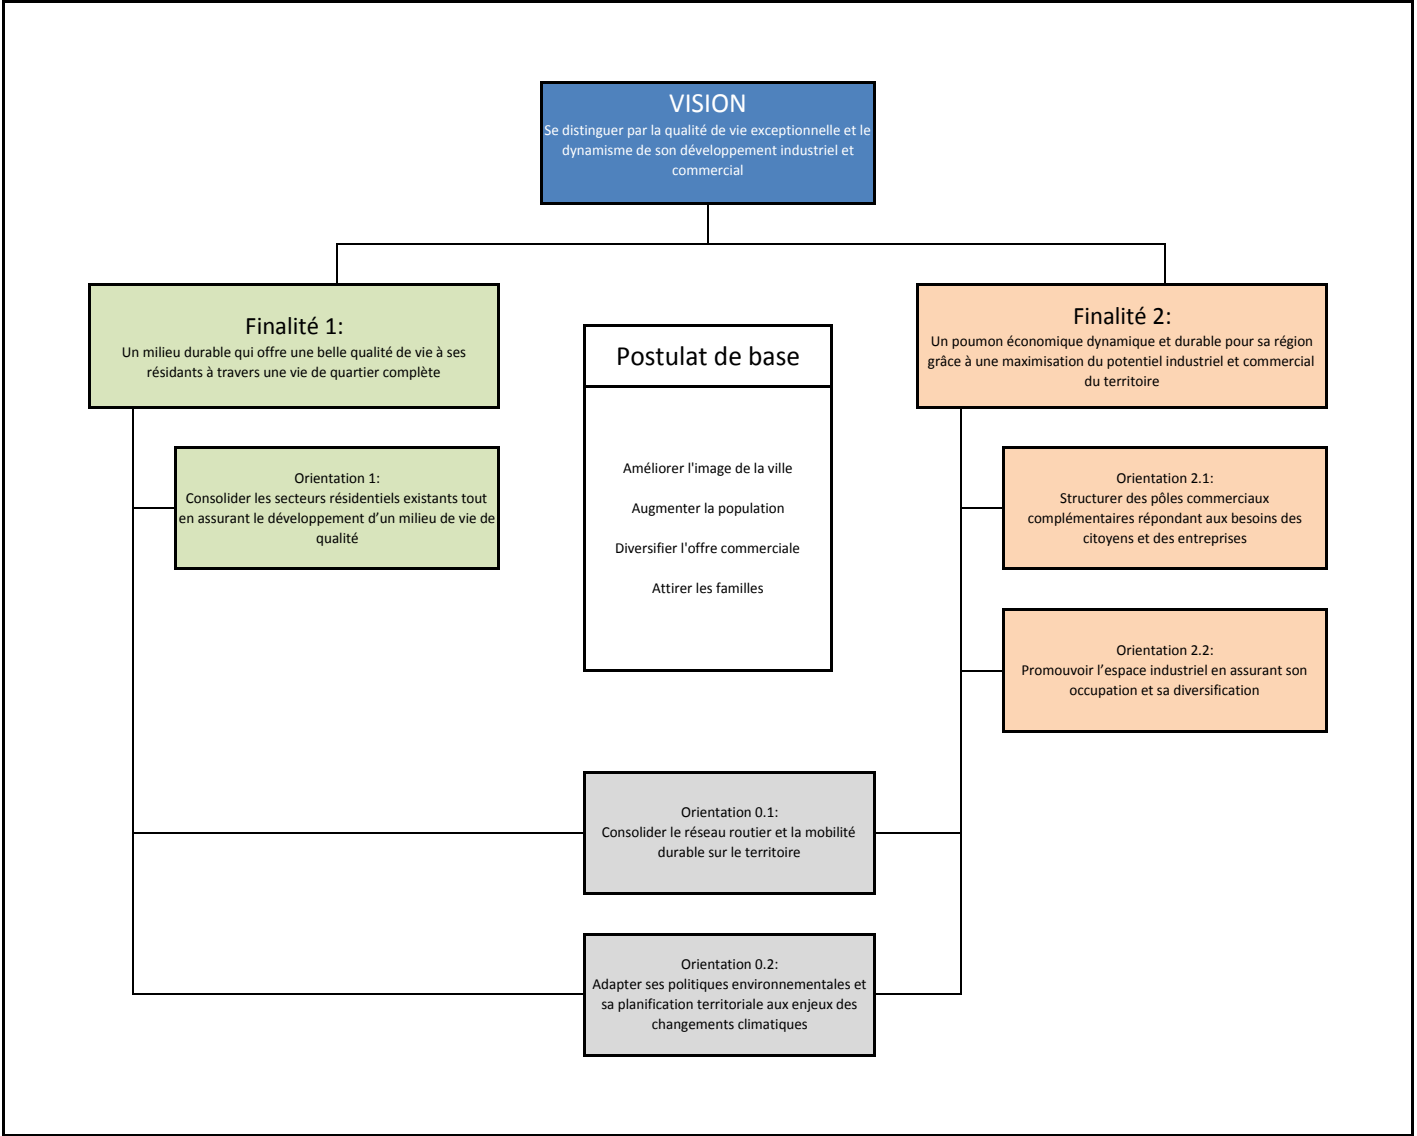 VISION
Se distinguer par la qualité de vie exceptionnelle et le
dynamisme de son développement industriel et
commercial
Finalité 1:
Un milieu durable qui offre une belle qualité de vie à ses
résidants à travers une vie de quartier complète
Orientation 1:
Consolider les secteurs résidentiels existants tout
en assurant le développement d’un milieu de vie de
qualité
Postulat de base
Améliorer l'image de la ville
Augmenter la population
Diversifier l'offre commerciale
Attirer les familles
Finalité 2:
Un poumon économique dynamique et durable pour sa région
grâce à une maximisation du potentiel industriel et commercial
du territoire
Orientation 2.1:
Structurer des pôles commerciaux
complémentaires répondant aux besoins des
citoyens et des entreprises
Orientation 2.2:
Promouvoir l’espace industriel en assurant son
occupation et sa diversification
Orientation 0.1:
Consolider le réseau routier et la mobilité
durable sur le territoire
Orientation 0.2:
Adapter ses politiques environnementales et
sa planification territoriale aux enjeux des
changements climatiques